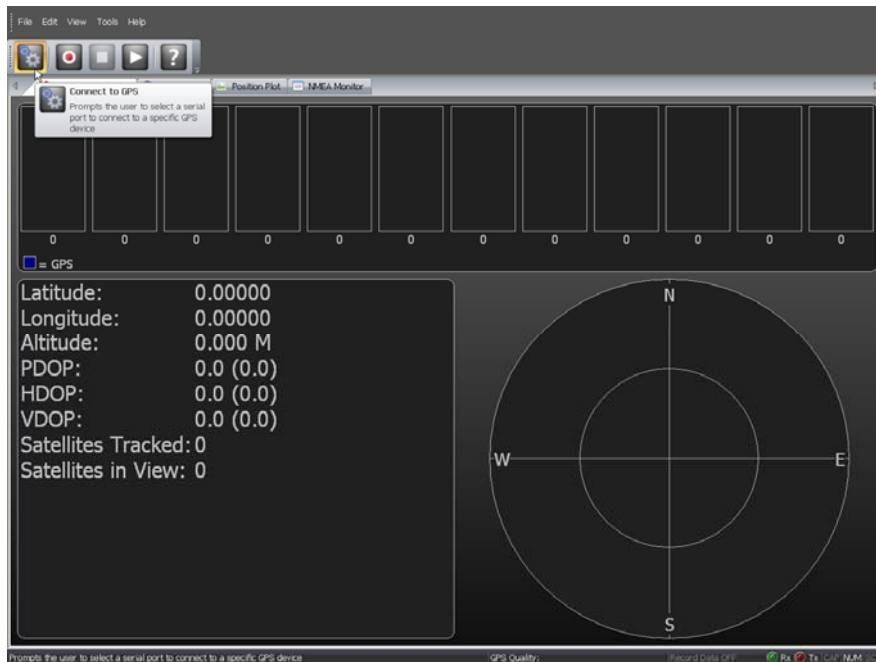 File Edit View Tools Help
?
Position Plot NMEA Monitor
Connect to GPS
Prompts the user to select a serial
port to connect to a specific GPS
device
0 0 0 0 0 0 0 0 0 0 0 0
= GPS
Latitude: 0.00000
Longitude: 0.00000
Altitude: 0.000 M
PDOP: 0.0 (0.0)
HDOP: 0.0 (0.0)
VDOP: 0.0 (0.0)
Satellites Tracked: 0
Satellites in View: 0
N
W E
S
Prompts the user to select a serial port to connect to a specific GPS device GPS Quality: Record Data OFF Rx Tx CAP NUM